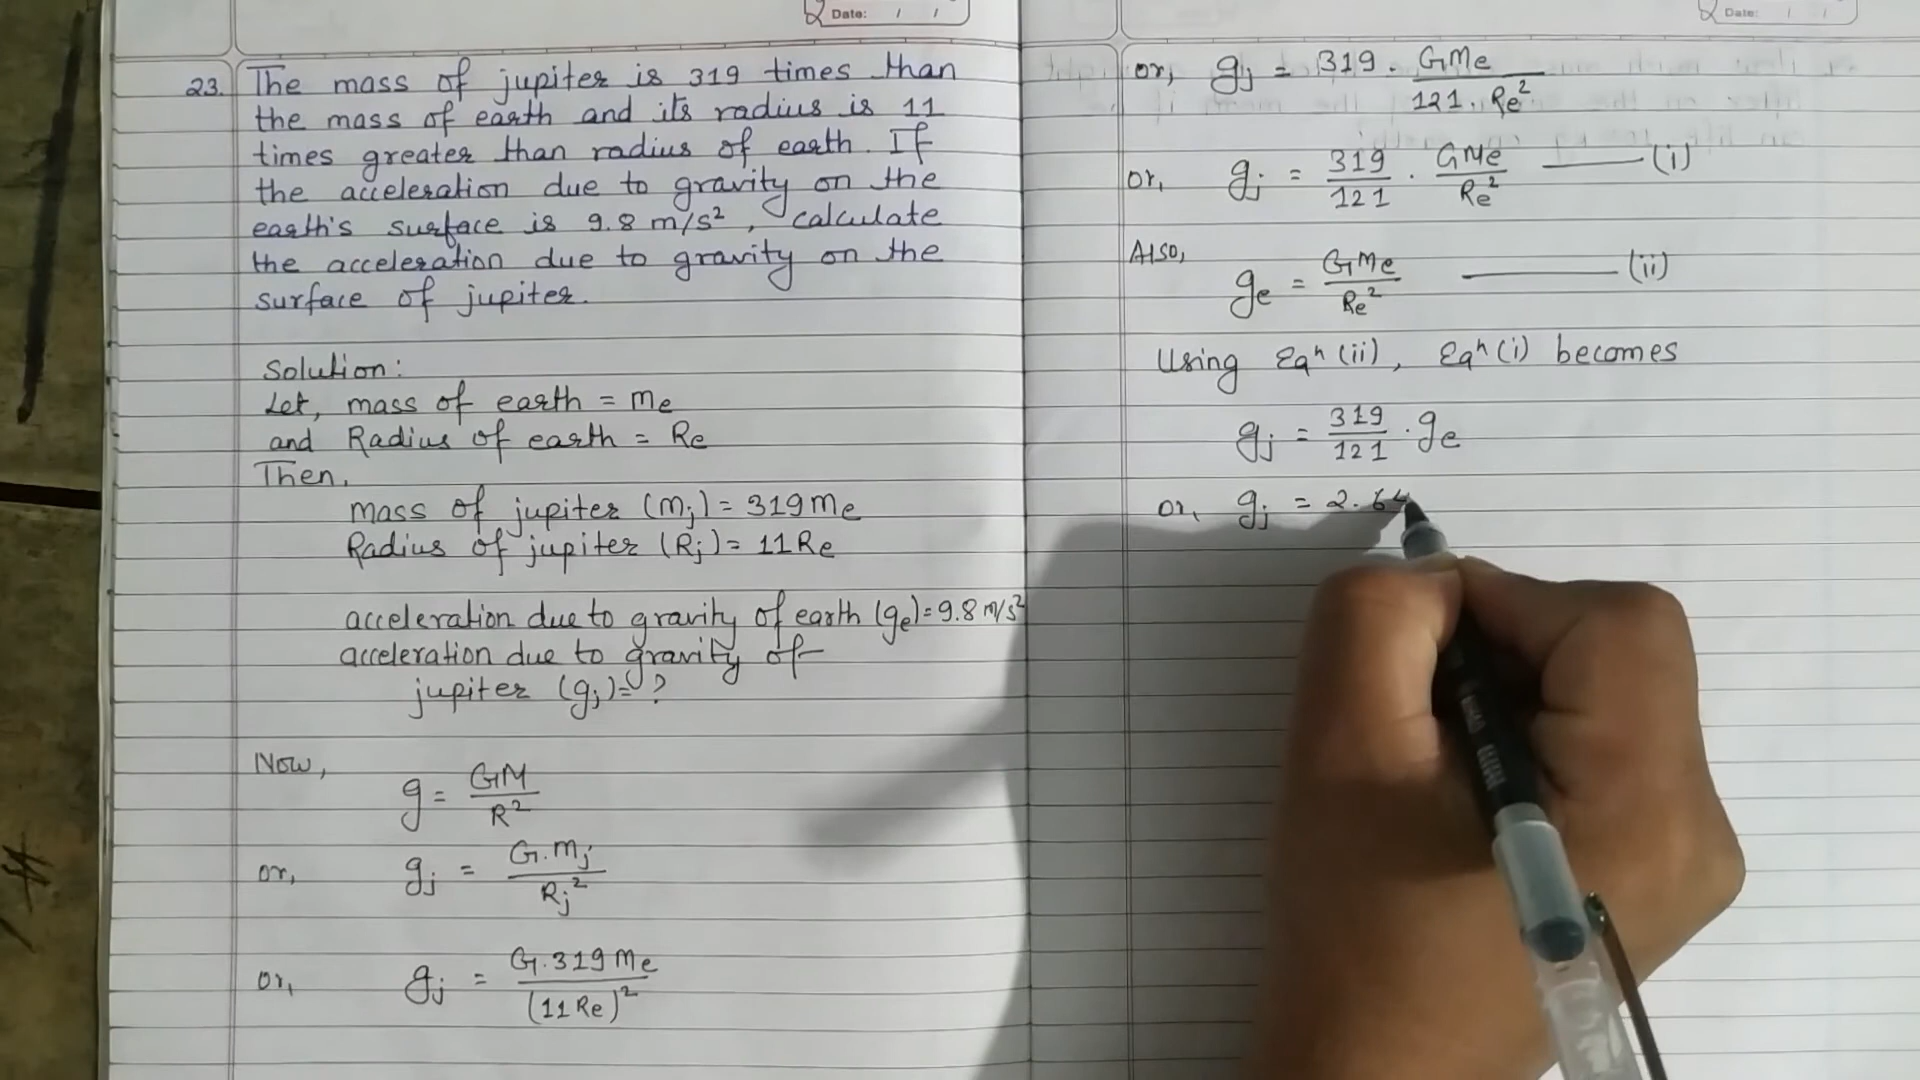 Date: / /
23. The mass of jupiter is 319 times than
the mass of earth and its radius is 11
times greater than radius of earth. If
the acceleration due to gravity on the
earth's surface is 9.8 m/s², calculate
the acceleration due to gravity on the
surface of jupiter.
Solution:
Let, mass of earth = Me
and Radius of earth = Re
Then,
mass of jupiter (Mj) = 319 Me
Radius of jupiter (Rj) = 11 Re
acceleration due to gravity of earth (ge) = 9.8 m/s²
acceleration due to gravity of
jupiter (gj) = ?
Now,
g = GM / R²
or, gj = G.Mj / Rj²
or, gj = G.319 Me / (11 Re)²
Date: / /
or, gj = 319 . GMe / 121 . Re²
or, gj = 319/121 . GMe/Re² —— (i)
Also,
ge = GMe / Re² —— (ii)
Using Eqⁿ (ii), Eqⁿ (i) becomes
gj = 319/121 . ge
or, gj = 2.64